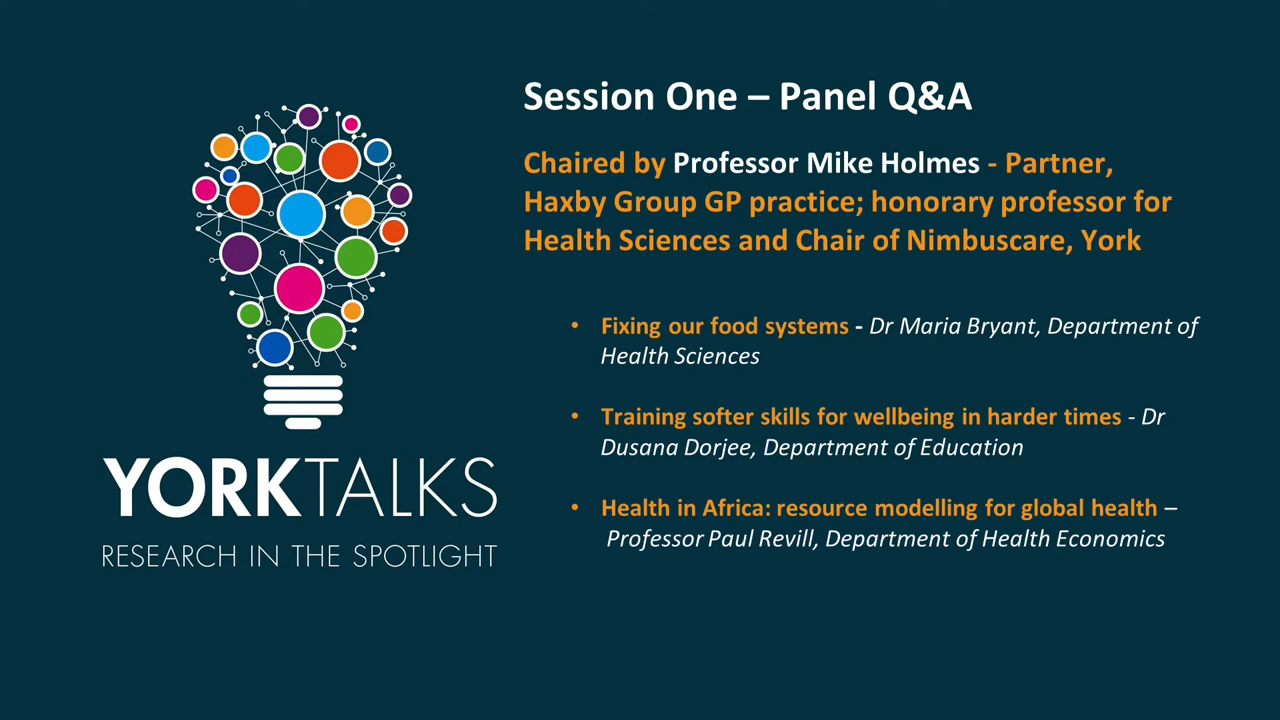 Session One – Panel Q&A
Chaired by Professor Mike Holmes - Partner,
Haxby Group GP practice; honorary professor for
Health Sciences and Chair of Nimbuscare, York
• Fixing our food systems - Dr Maria Bryant, Department of
Health Sciences
• Training softer skills for wellbeing in harder times - Dr
Dusana Dorjee, Department of Education
• Health in Africa: resource modelling for global health –
Professor Paul Revill, Department of Health Economics
YORKTALKS
RESEARCH IN THE SPOTLIGHT